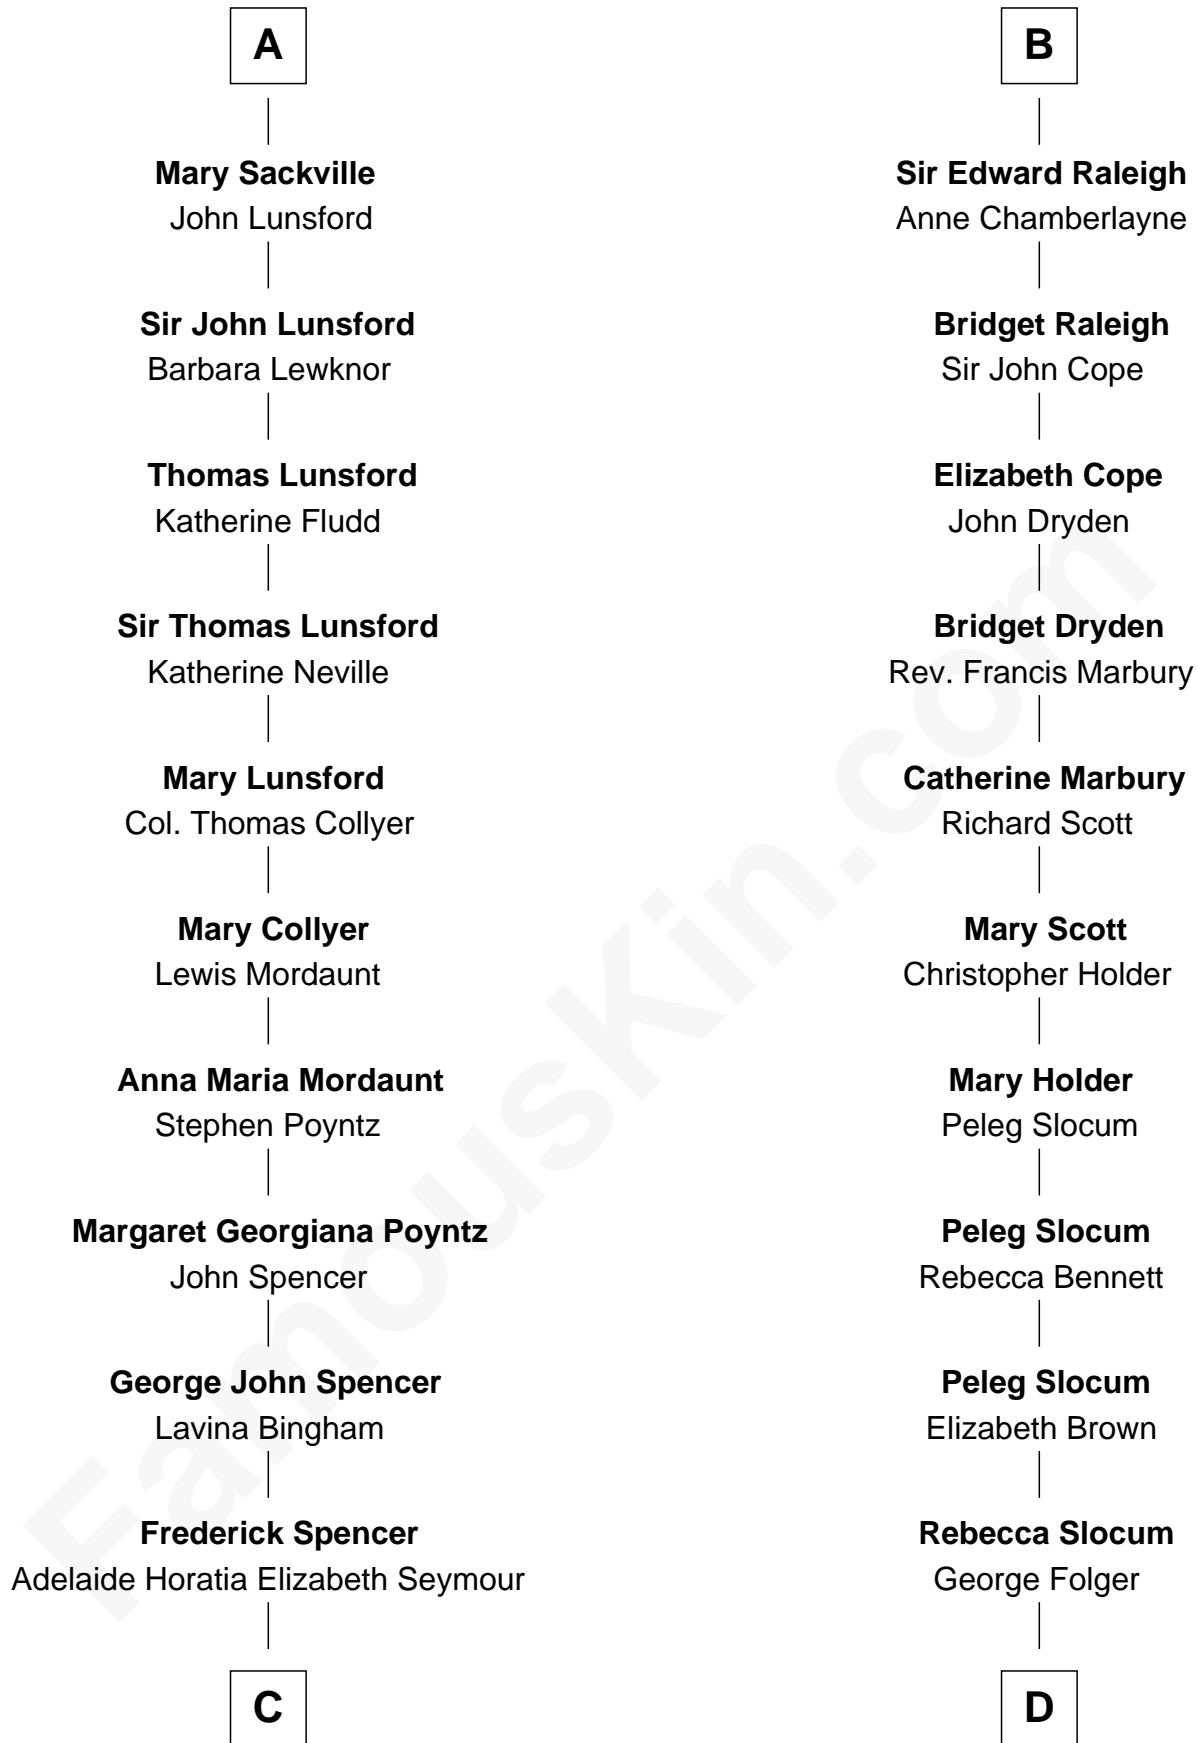 A
Mary Sackville
John Lunsford
Sir John Lunsford
Barbara Lewknor
Thomas Lunsford
Katherine Fludd
Sir Thomas Lunsford
Katherine Neville
Mary Lunsford
Col. Thomas Collyer
Mary Collyer
Lewis Mordaunt
Anna Maria Mordaunt
Stephen Poyntz
Margaret Georgiana Poyntz
John Spencer
George John Spencer
Lavina Bingham
Frederick Spencer
Adelaide Horatia Elizabeth Seymour
C
B
Sir Edward Raleigh
Anne Chamberlayne
Bridget Raleigh
Sir John Cope
Elizabeth Cope
John Dryden
Bridget Dryden
Rev. Francis Marbury
Catherine Marbury
Richard Scott
Mary Scott
Christopher Holder
Mary Holder
Peleg Slocum
Peleg Slocum
Rebecca Bennett
Peleg Slocum
Elizabeth Brown
Rebecca Slocum
George Folger
D
FamousKin.com